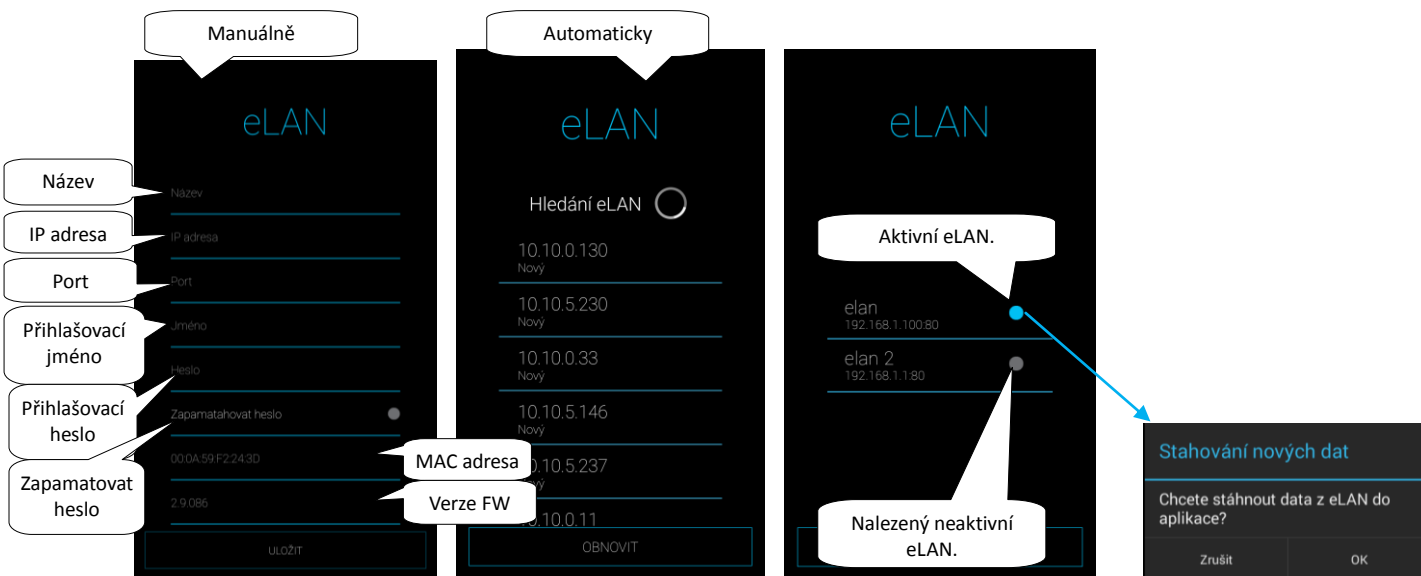 Manuálně
eLAN
Název
Název
IP adresa
IP adresa
Port
Port
Přihlašovací
jméno
Jméno
Přihlašovací
heslo
Heslo
Zapamatovat
heslo
Zapamatahovat heslo
00:0A:59:F2:24:3D
MAC adresa
2.9.086
Verze FW
ULOŽIT
Automaticky
eLAN
Hledání eLAN
10.10.0.130
Nový
10.10.5.230
Nový
10.10.0.33
Nový
10.10.5.146
Nový
.10.5.237
.10.0.11
OBNOVIT
eLAN
Aktivní eLAN.
elan
192.168.1.100:80
elan 2
192.168.1.1:80
Nalezený neaktivní
eLAN.
Stahování nových dat
Chcete stáhnout data z eLAN do
aplikace?
Zrušit
OK